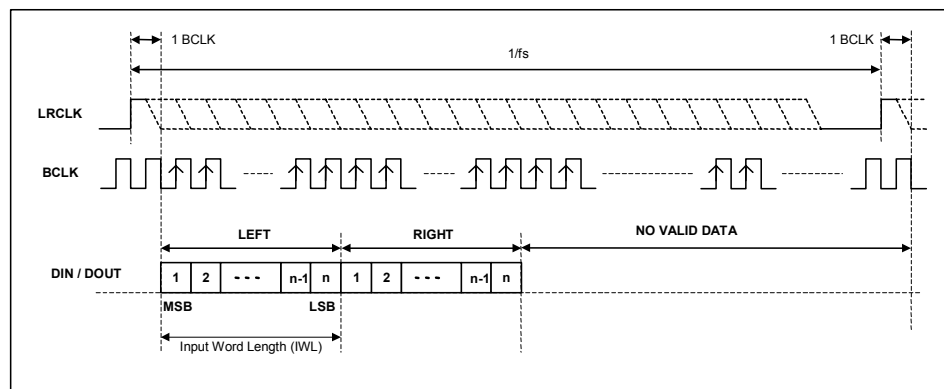 1 BCLK 1 BCLK
1/fs
LRCLK
BCLK
LEFT RIGHT NO VALID DATA
DIN / DOUT 1 2 - - - n-1 n 1 2 - - - n-1 n
MSB LSB
Input Word Length (IWL)